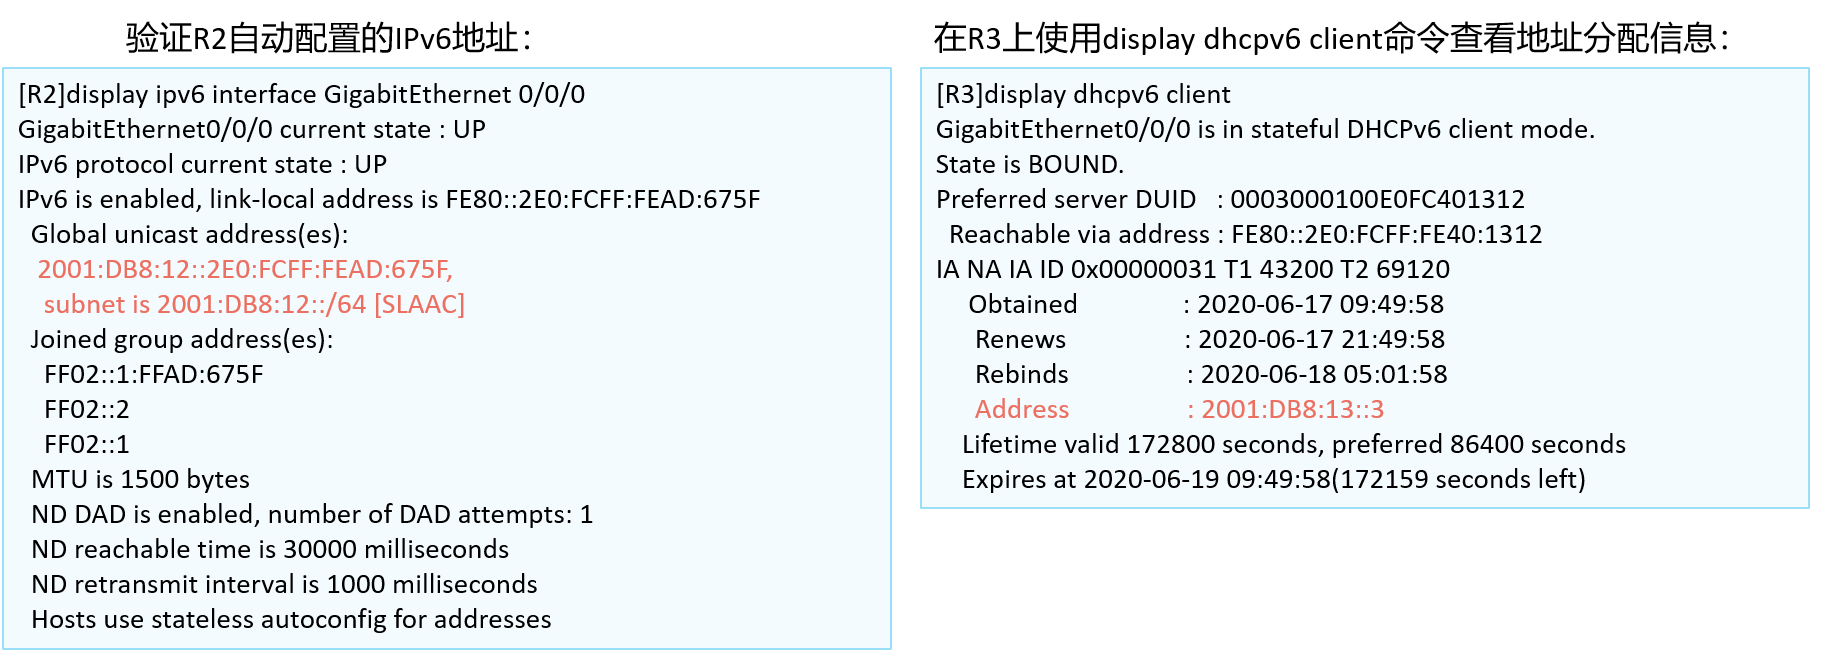 验证R2自动配置的IPv6地址：
[R2]display ipv6 interface GigabitEthernet 0/0/0
GigabitEthernet0/0/0 current state : UP
IPv6 protocol current state : UP
IPv6 is enabled, link-local address is FE80::2E0:FCFF:FEAD:675F
Global unicast address(es):
2001:DB8:12::2E0:FCFF:FEAD:675F,
subnet is 2001:DB8:12::/64 [SLAAC]
Joined group address(es):
FF02::1:FFAD:675F
FF02::2
FF02::1
MTU is 1500 bytes
ND DAD is enabled, number of DAD attempts: 1
ND reachable time is 30000 milliseconds
ND retransmit interval is 1000 milliseconds
Hosts use stateless autoconfig for addresses
在R3上使用display dhcpv6 client命令查看地址分配信息：
[R3]display dhcpv6 client
GigabitEthernet0/0/0 is in stateful DHCPv6 client mode.
State is BOUND.
Preferred server DUID : 0003000100E0FC401312
Reachable via address : FE80::2E0:FCFF:FE40:1312
IA NA IA ID 0x00000031 T1 43200 T2 69120
Obtained : 2020-06-17 09:49:58
Renews : 2020-06-17 21:49:58
Rebinds : 2020-06-18 05:01:58
Address : 2001:DB8:13::3
Lifetime valid 172800 seconds, preferred 86400 seconds
Expires at 2020-06-19 09:49:58(172159 seconds left)